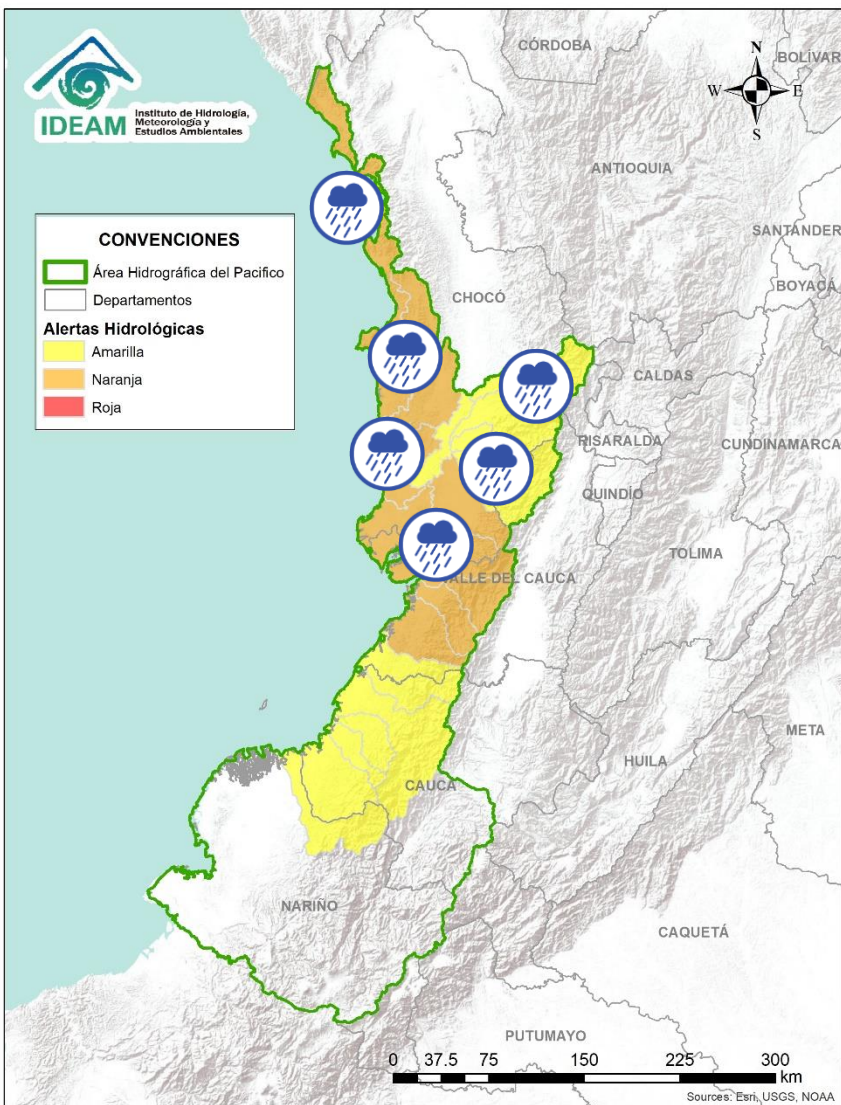 IDEAM
Instituto de Hidrología,
Meteorología y
Estudios Ambientales
CÓRDOBA
BOLÍVAR
N
W
E
S
ANTIOQUIA
SANTANDER
BOYACÁ
CONVENCIONES
Área Hidrográfica del Pacifico
Departamentos
Alertas Hidrológicas
Amarilla
Naranja
Roja
CHOCÓ
CALDAS
RISARALDA
CUNDINAMARCA
QUINDÍO
TOLIMA
VALLE DEL CAUCA
META
HUILA
CAUCA
NARIÑO
CAQUETÁ
PUTUMAYO
0 37.5 75 150 225 300
km
Sources: Esri, USGS, NOAA